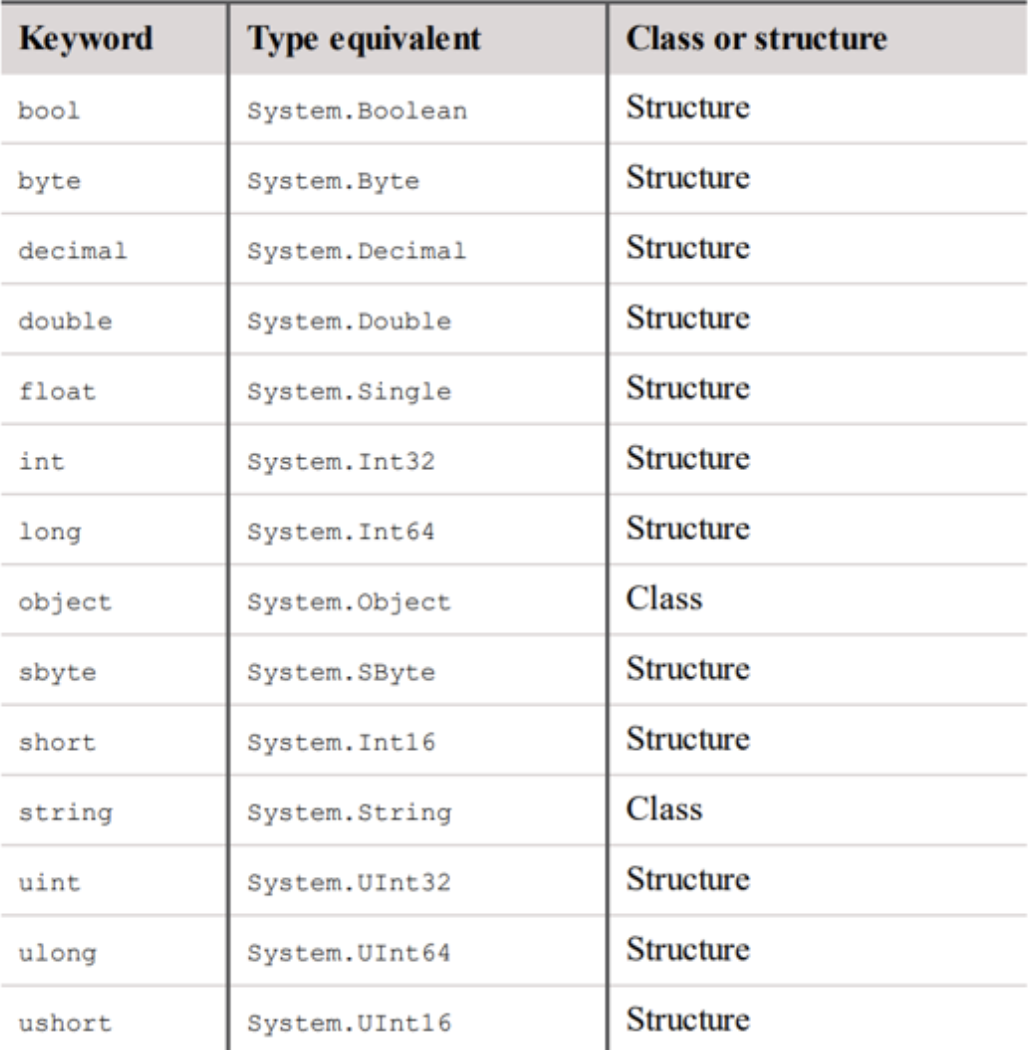 Keyword Type equivalent Class or structure
bool System.Boolean Structure
byte System.Byte Structure
decimal System.Decimal Structure
double System.Double Structure
float System.Single Structure
int System.Int32 Structure
long System.Int64 Structure
object System.Object Class
sbyte System.SByte Structure
short System.Int16 Structure
string System.String Class
uint System.UInt32 Structure
ulong System.UInt64 Structure
ushort System.UInt16 Structure